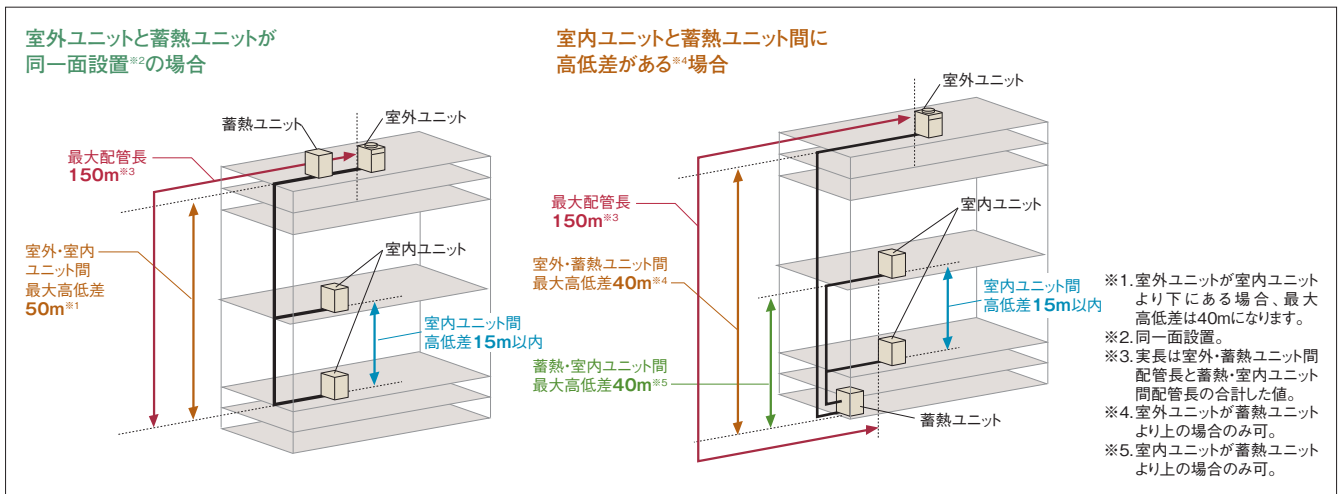 室外ユニットと蓄熱ユニットが
同一面設置※2の場合
蓄熱ユニット
室外ユニット
最大配管長
150m※3
室外・室内
ユニット間
最大高低差
50m※1
室内ユニット
室内ユニット間
高低差15m以内
室内ユニットと蓄熱ユニット間に
高低差がある※4場合
室外ユニット
最大配管長
150m※3
室内ユニット
室外・蓄熱ユニット間
最大高低差40m※4
室内ユニット間
高低差15m以内
蓄熱・室内ユニット間
最大高低差40m※5
蓄熱ユニット
※1.室外ユニットが室内ユニット
より下にある場合、最大
高低差は40mになります。
※2.同一面設置。
※3.実長は室外・蓄熱ユニット間
配管長と蓄熱・室内ユニット
間配管長の合計した値。
※4.室外ユニットが蓄熱ユニット
より上の場合のみ可。
※5.室内ユニットが蓄熱ユニット
より上の場合のみ可。